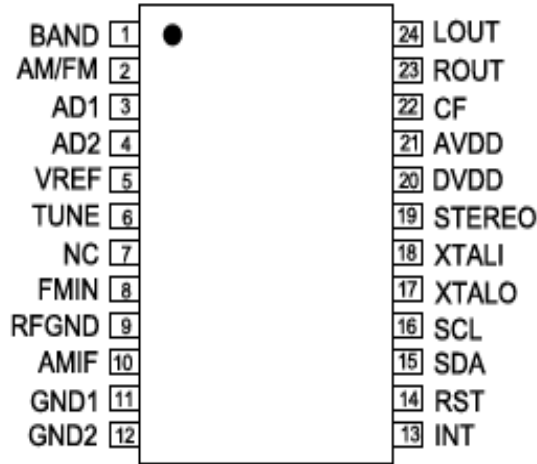 BAND 1 24 LOUT
AM/FM 2 23 ROUT
AD1 3 22 CF
AD2 4 21 AVDD
VREF 5 20 DVDD
TUNE 6 19 STEREO
NC 7 18 XTALI
FMIN 8 17 XTALO
RFGND 9 16 SCL
AMIF 10 15 SDA
GND1 11 14 RST
GND2 12 13 INT